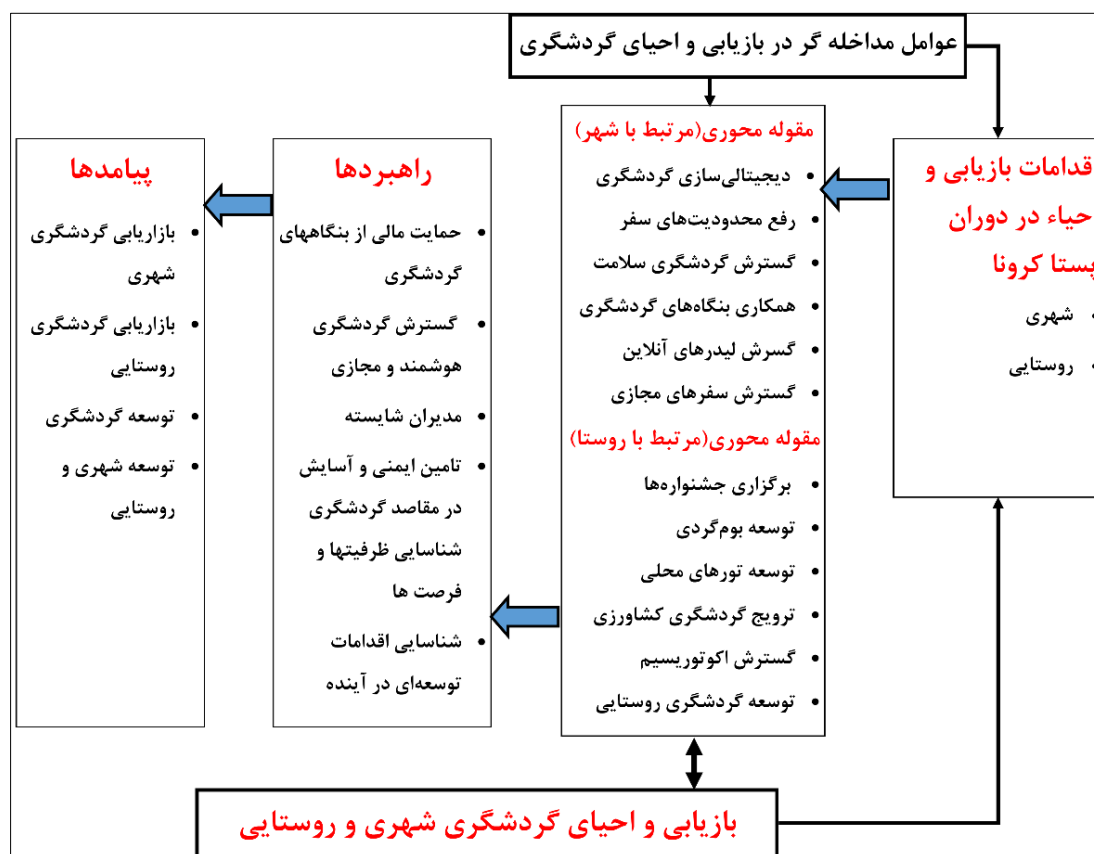 عوامل مداخله گر در بازیابی و احیای گردشگری
قدامات بازیابی و
حیاء در دوران
پستا کرونا
شهری
• روستایی
مقوله محوری(مرتبط با شهر)
• دیجیتالی‌سازی گردشگری
• رفع محدودیت‌های سفر
• گسترش گردشگری سلامت
• همکاری بنگاه‌های گردشگری
• گسرش لیدرهای آنلاین
• گسترش سفرهای مجازی
مقوله محوری(مرتبط با روستا)
• برگزاری جشنواره‌ها
• توسعه بوم‌گردی
• توسعه تورهای محلی
• ترویج گردشگری کشاورزی
• گسترش اکوتوریسیم
• توسعه گردشگری روستایی
راهبردها
• حمایت مالی از بنگاههای
گردشگری
• گسترش گردشگری
هوشمند و مجازی
• مدیران شایسته
• تامین ایمنی و آسایش
در مقاصد گردشگری
شناسایی ظرفیتها و
فرصت ها
• شناسایی اقدامات
توسعه‌ای در آینده
پیامدها
• بازاریابی گردشگری
شهری
• بازاریابی گردشگری
روستایی
• توسعه گردشگری
• توسعه شهری و
روستایی
بازیابی و احیای گردشگری شهری و روستایی